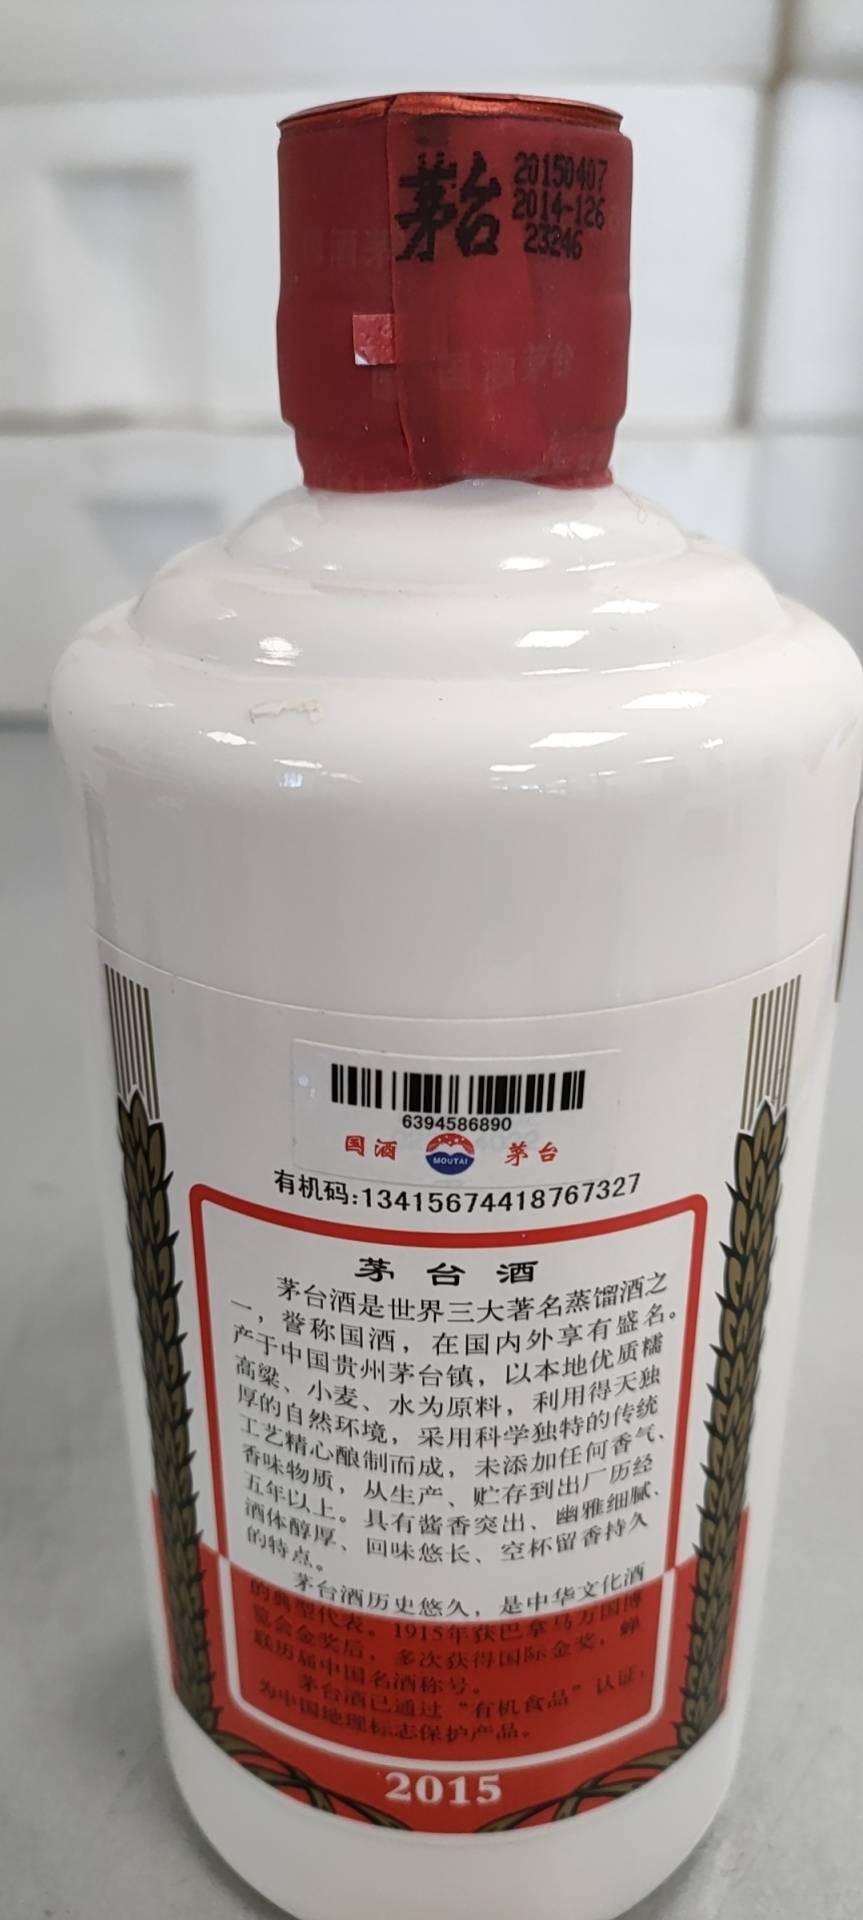 茅台
20150407
2014-126
23246
国酒茅台
6394586890
国酒 MOUTAI 茅台
有机码:13415674418767327
茅台酒
茅台酒是世界三大著名蒸馏酒之
一，誉称国酒，在国内外享有盛名。
产于中国贵州茅台镇，以本地优质糯
高粱、小麦、水为原料，利用得天独
厚的自然环境，采用科学独特的传统
工艺精心酿制而成，未添加任何香气、
香味物质，从生产、贮存到出厂历经
五年以上。具有酱香突出、幽雅细腻、
酒体醇厚、回味悠长、空杯留香持久
的特点。
茅台酒历史悠久，是中华文化酒
的典型代表。1915年获巴拿马万国博
览会金奖后，多次获得国际金奖，蝉
联历届中国名酒称号。
茅台酒已通过“有机食品”认证，
为中国地理标志保护产品。
2015